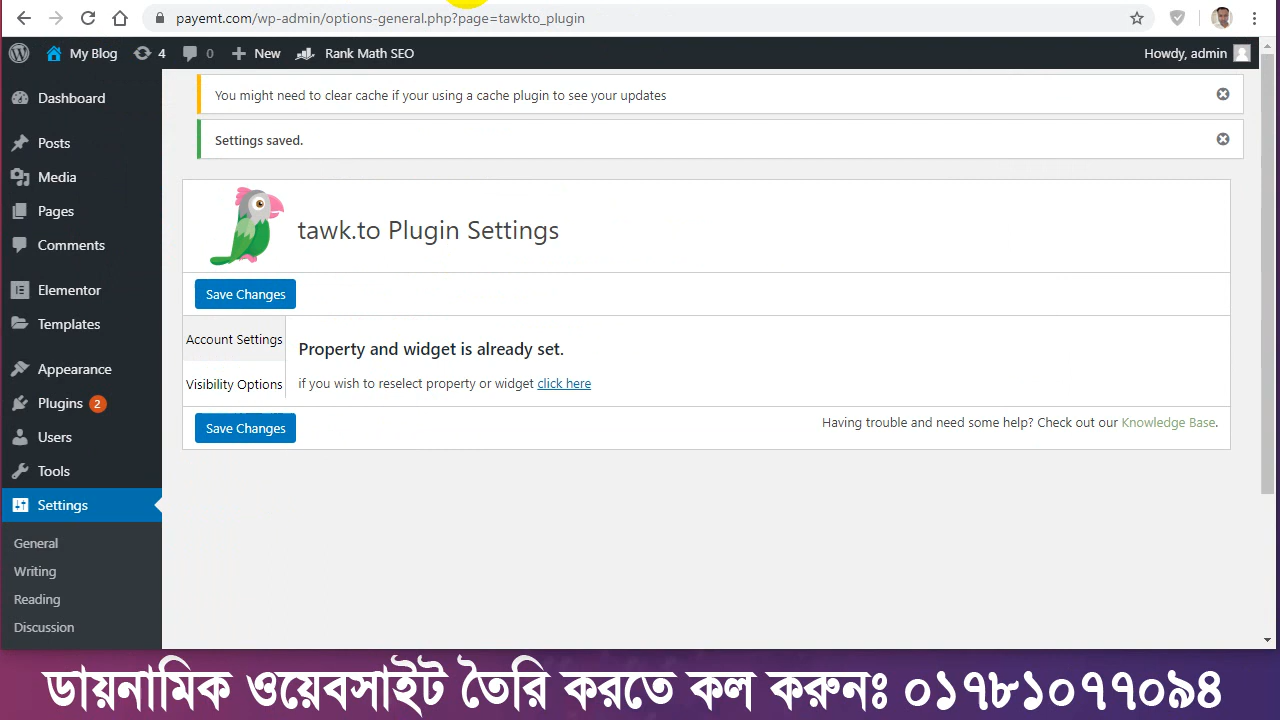 payemt.com/wp-admin/options-general.php?page=tawkto_plugin
My Blog 4 0 New Rank Math SEO Howdy, admin
You might need to clear cache if your using a cache plugin to see your updates
Settings saved.
tawk.to Plugin Settings
Save Changes
Account Settings
Visibility Options
Property and widget is already set.
if you wish to reselect property or widget click here
Save Changes
Having trouble and need some help? Check out our Knowledge Base.
Dashboard
Posts
Media
Pages
Comments
Elementor
Templates
Appearance
Plugins 2
Users
Tools
Settings
General
Writing
Reading
Discussion
ডায়নামিক ওয়েবসাইট তৈরি করতে কল করুনঃ ০১৭৮১০৭৭০৯৪